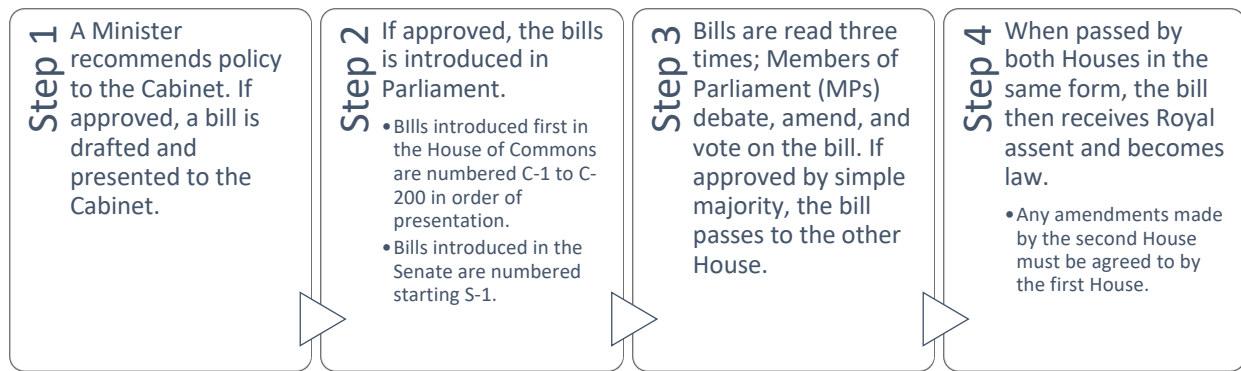 Step 1
A Minister
recommends policy
to the Cabinet. If
approved, a bill is
drafted and
presented to the
Cabinet.
Step 2
If approved, the bills
is introduced in
Parliament.
•BIlls introduced first in
the House of Commons
are numbered C-1 to C-
200 in order of
presentation.
•Bills introduced in the
Senate are numbered
starting S-1.
Step 3
Bills are read three
times; Members of
Parliament (MPs)
debate, amend, and
vote on the bill. If
approved by simple
majority, the bill
passes to the other
House.
Step 4
When passed by
both Houses in the
same form, the bill
then receives Royal
assent and becomes
law.
•Any amendments made
by the second House
must be agreed to by
the first House.